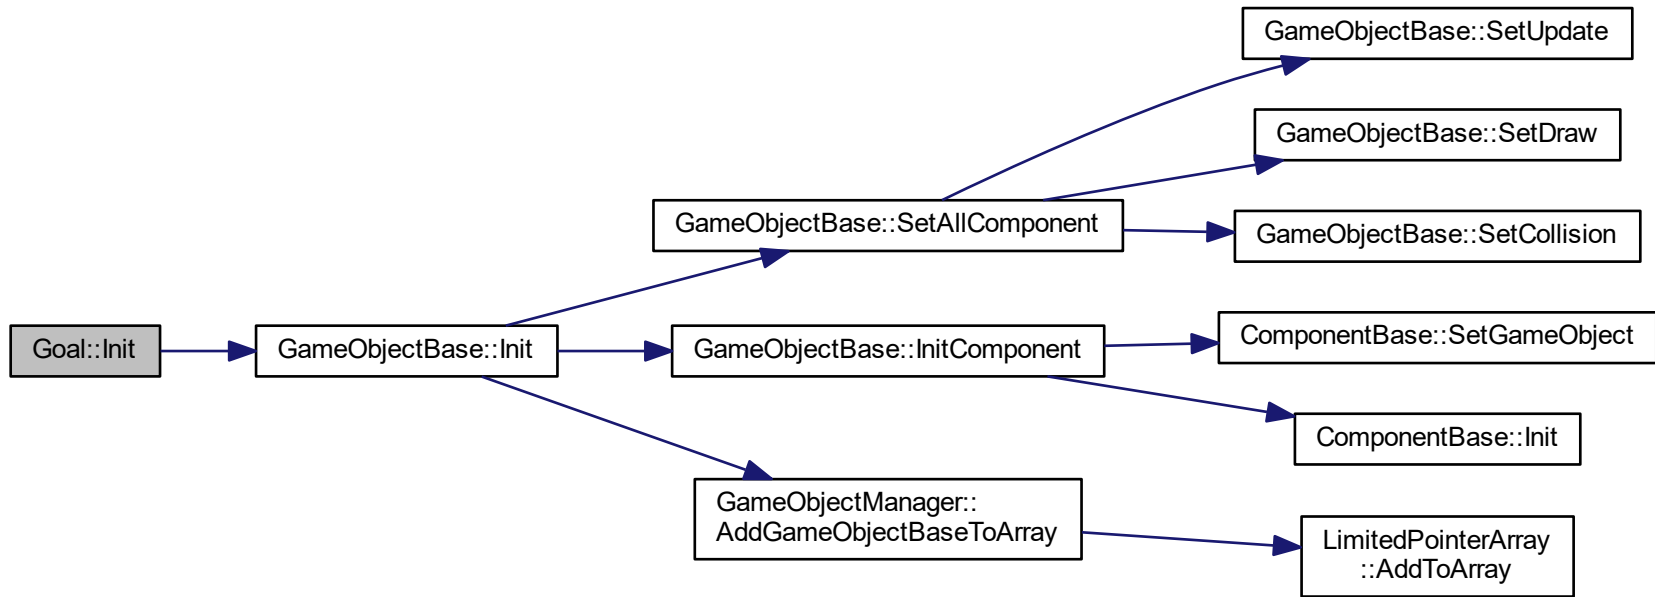 GameObjectBase::SetUpdate
GameObjectBase::SetDraw
GameObjectBase::SetAllComponent
GameObjectBase::SetCollision
Goal::Init
GameObjectBase::Init
GameObjectBase::InitComponent
ComponentBase::SetGameObject
ComponentBase::Init
GameObjectManager::
AddGameObjectBaseToArray
LimitedPointerArray
::AddToArray